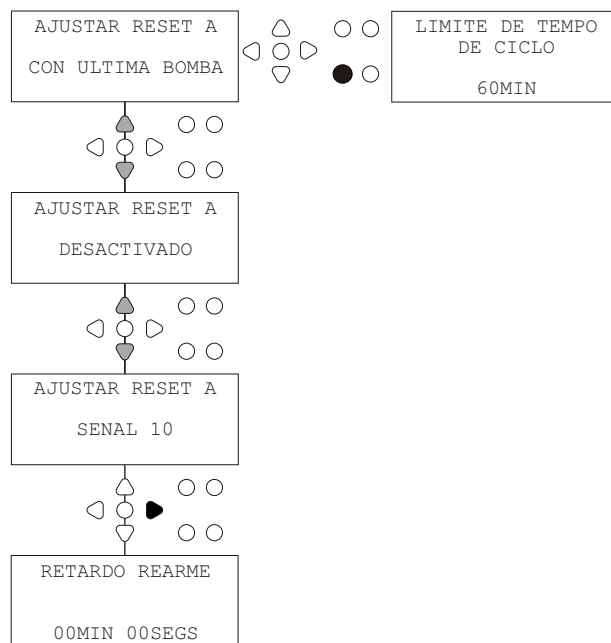 AJUSTAR RESET A
CON ULTIMA BOMBA
LIMITE DE TEMPO
DE CICLO
60MIN
AJUSTAR RESET A
DESACTIVADO
AJUSTAR RESET A
SENAL 10
RETARDO REARME
00MIN 00SEGS